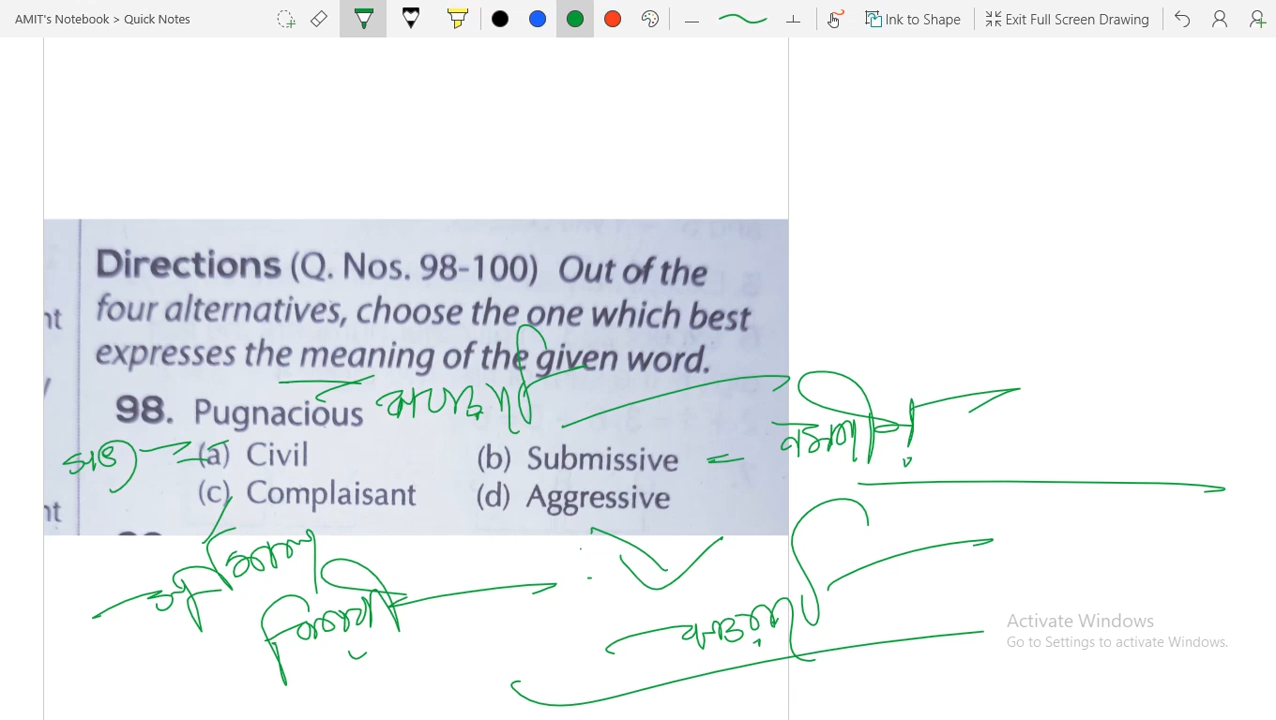 AMIT's Notebook > Quick Notes
Ink to Shape
Exit Full Screen Drawing
nt
Directions (Q. Nos. 98-100) Out of the
four alternatives, choose the one which best
expresses the meaning of the given word.
98. Pugnacious
(a) Civil
(b) Submissive =
(c) Complaisant
(d) Aggressive
nt
Activate Windows
Go to Settings to activate Windows.